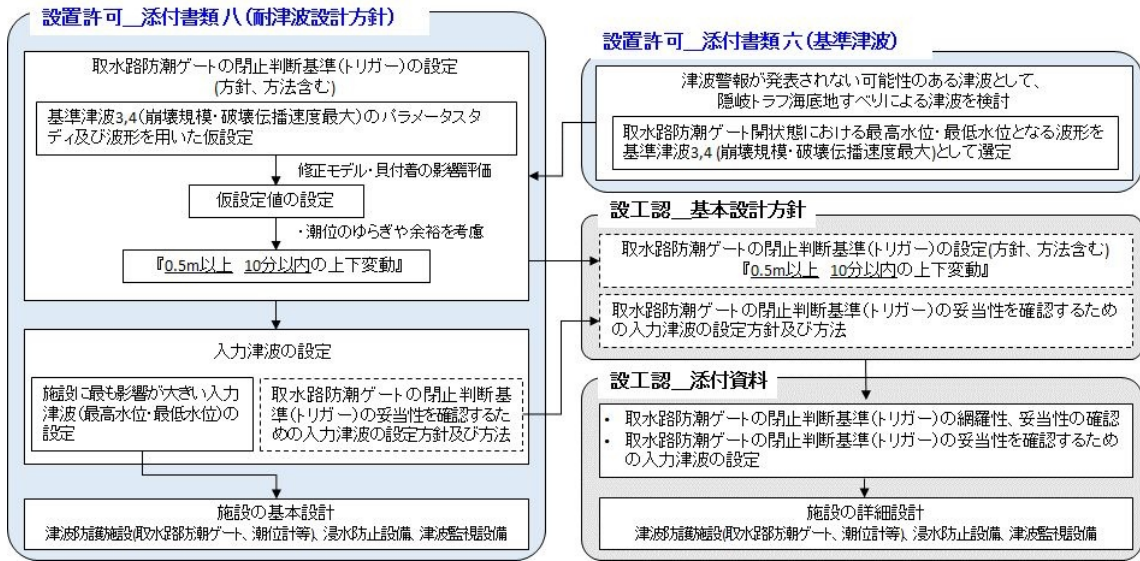 設置許可__添付書類八(耐津波設計方針)
取水路防潮ゲートの閉止判断基準(トリガー)の設定
(方針、方法含む)
基準津波3,4(崩壊規模・破壊伝播速度最大)のパラメータスタ
ディ及び波形を用いた仮設定
修正モデル・貝付着の影響評価
仮設定値の設定
・潮位のゆらぎや余裕を考慮
『0.5m以上 10分以内の上下変動』
入力津波の設定
施設に最も影響が大きい入力
津波(最高水位・最低水位)の
設定
取水路防潮ゲートの閉止判断基
準(トリガー)の妥当性を確認するた
めの入力津波の設定方針及び方法
施設の基本設計
津波防護施設(取水路防潮ゲート、潮位計等)、浸水防止設備、津波監視設備
設置許可__添付書類六(基準津波)
津波警報が発表されない可能性のある津波として、
隠岐トラフ海底地すべりによる津波を検討
取水路防潮ゲート開状態における最高水位・最低水位となる波形を
基準津波3,4 (崩壊規模・破壊伝播速度最大)として選定
設工認__基本設計方針
取水路防潮ゲートの閉止判断基準(トリガー)の設定(方針、方法含む)
『0.5m以上 10分以内の上下変動』
取水路防潮ゲートの閉止判断基準(トリガー)の妥当性を確認するため
の入力津波の設定方針及び方法
設工認__添付資料
・ 取水路防潮ゲートの閉止判断基準(トリガー)の網羅性、妥当性の確認
・ 取水路防潮ゲートの閉止判断基準(トリガー)の妥当性を確認するため
の入力津波の設定
施設の詳細設計
津波防護施設(取水路防潮ゲート、潮位計等)、浸水防止設備、津波監視設備